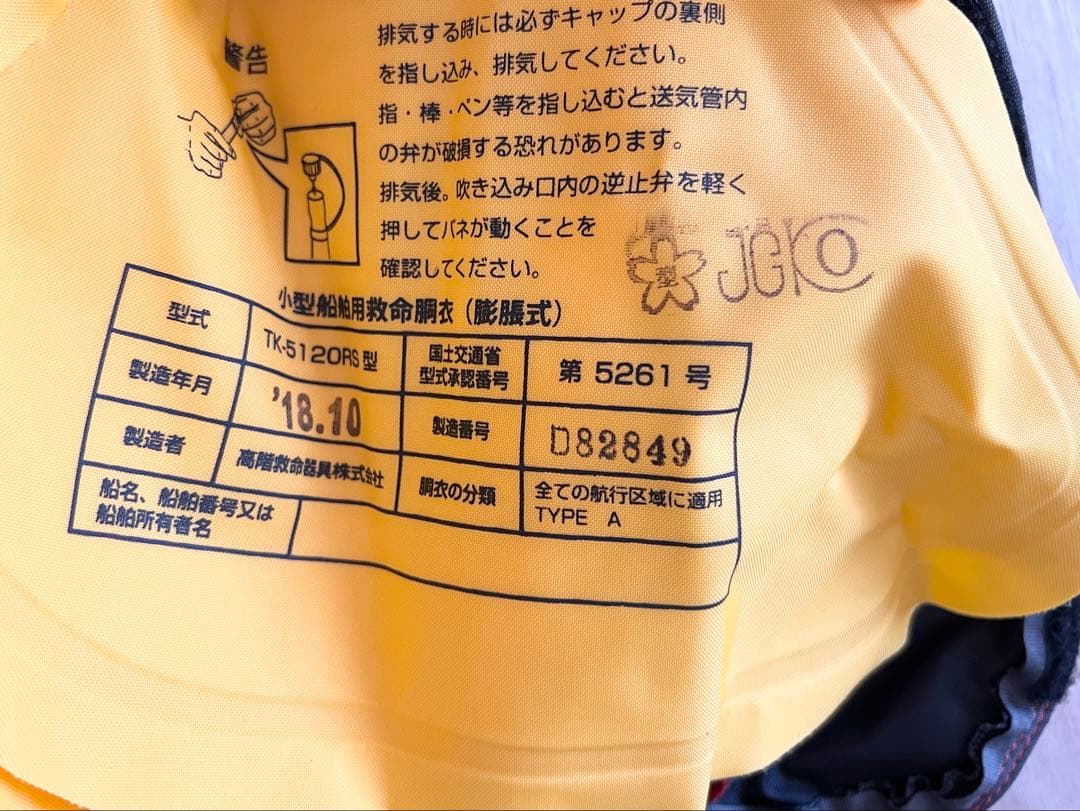 警告
排気する時には必ずキャップの裏側
を指し込み、排気してください。
指・棒・ペン等を指し込むと送気管内
の弁が破損する恐れがあります。
排気後。吹き込み口内の逆止弁を軽く
押してバネが動くことを
確認してください。
型 JCI
小型船舶用救命胴衣（膨脹式）
型式 TK-5120RS型 国土交通省
型式承認番号 第 5261 号
製造年月 '18.10 製造番号 D82849
製造者 高階救命器具株式会社 胴衣の分類 全ての航行区域に適用
TYPE A
船名、船舶番号又は
船舶所有者名